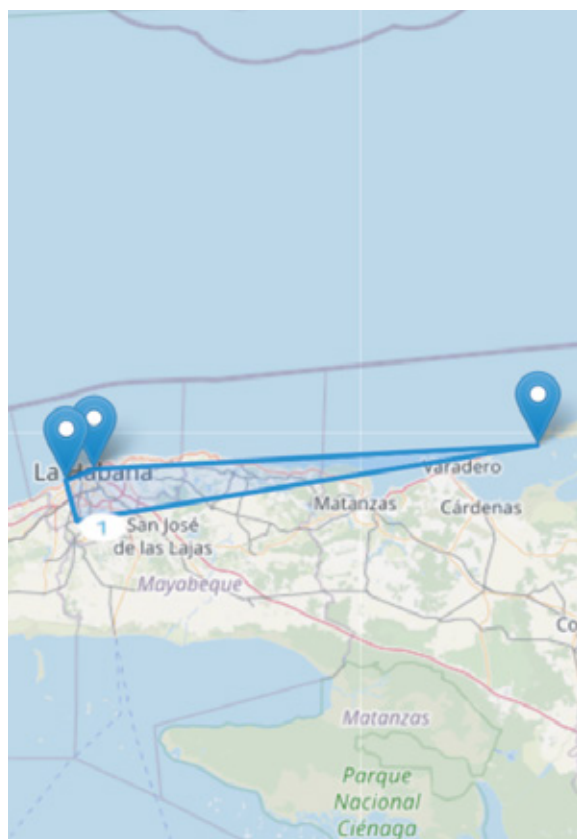 La Habana
Varadero
Matanzas
Cárdenas
1
San José
de las Lajas
Mayabeque
Co
Matanzas
Parque
Nacional
Ciénaga